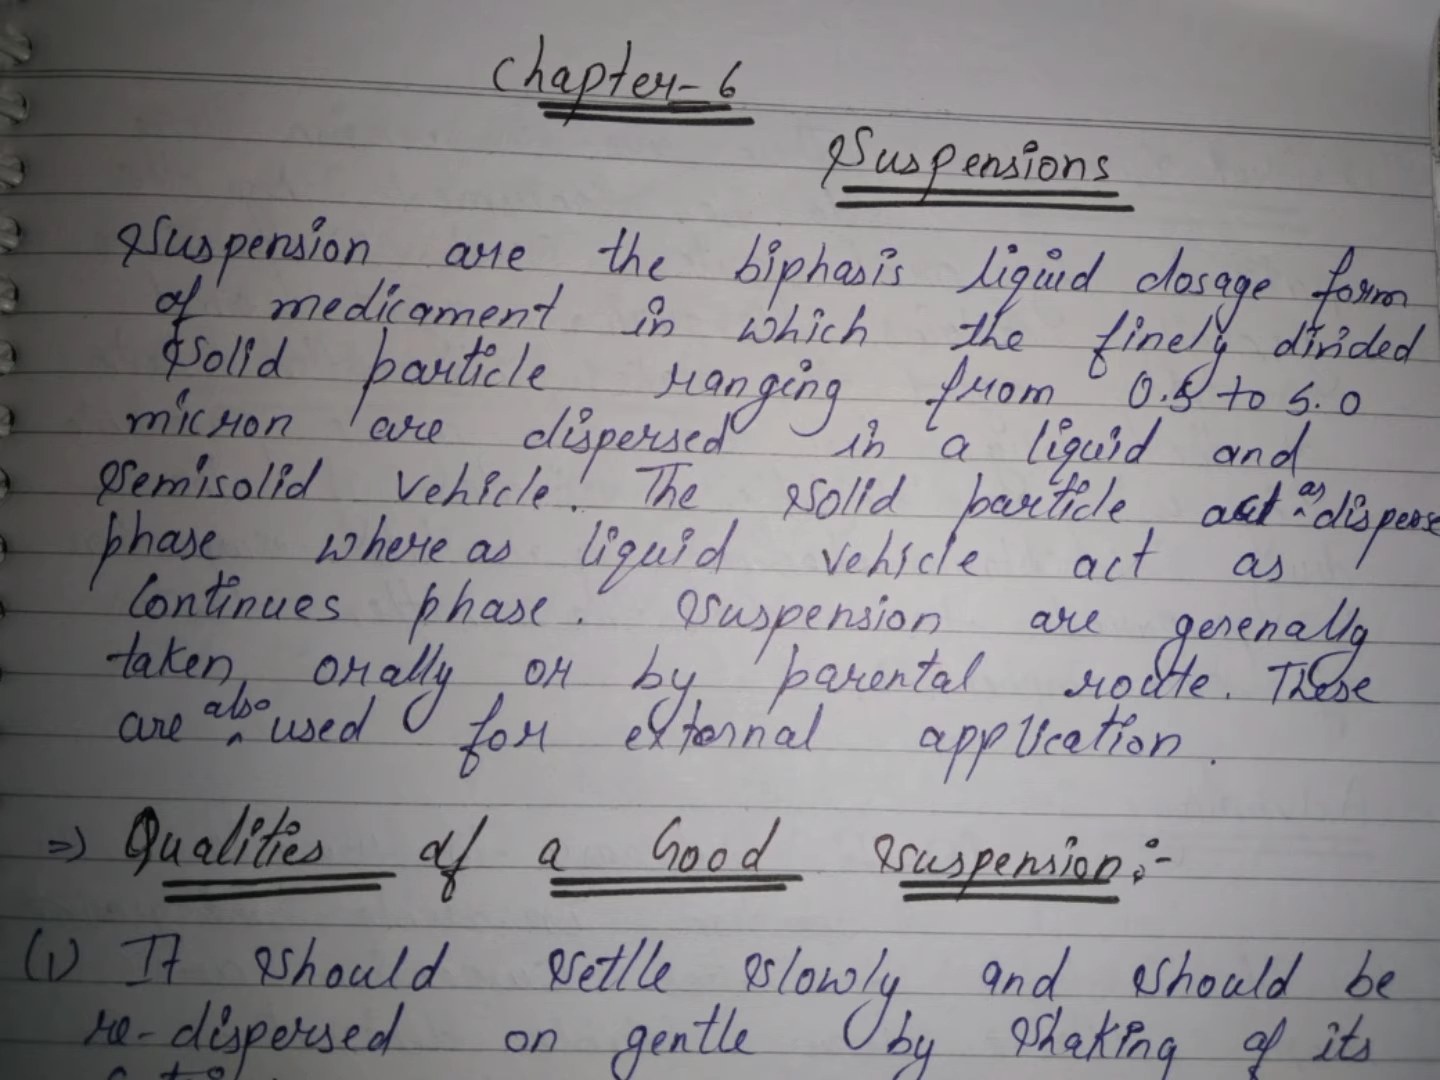 Chapter-6
Suspensions
Suspension are the biphasis liquid dosage form
of medicament in which the finely divided
solid particle ranging from 0.5 to 5.0
micron are dispersed in a liquid and
semisolid vehicle. The solid particle act as disperse
phase where as liquid vehicle act as
Continues phase. Suspension are generally
taken orally or by parental route. These
are also used for external application.
=> Qualities of a Good Suspension:-
(1) It should settle slowly and should be
re-dispersed on gentle by shaking of its